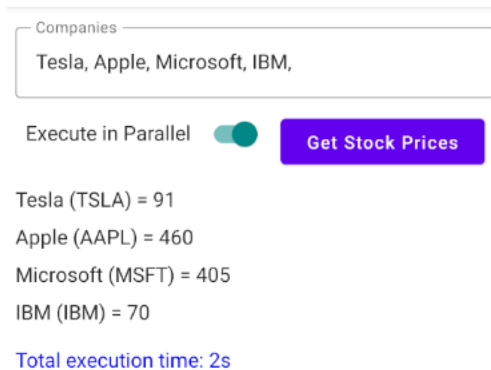 Companies
Tesla, Apple, Microsoft, IBM,
Execute in Parallel
Get Stock Prices
Tesla (TSLA) = 91
Apple (AAPL) = 460
Microsoft (MSFT) = 405
IBM (IBM) = 70
Total execution time: 2s